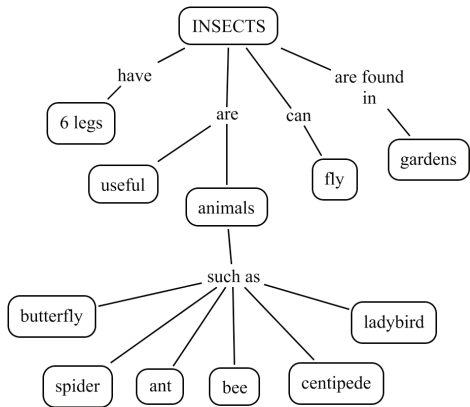 INSECTS
have
are found
in
are
can
6 legs
gardens
useful
fly
animals
such as
butterfly
ladybird
spider
ant
bee
centipede